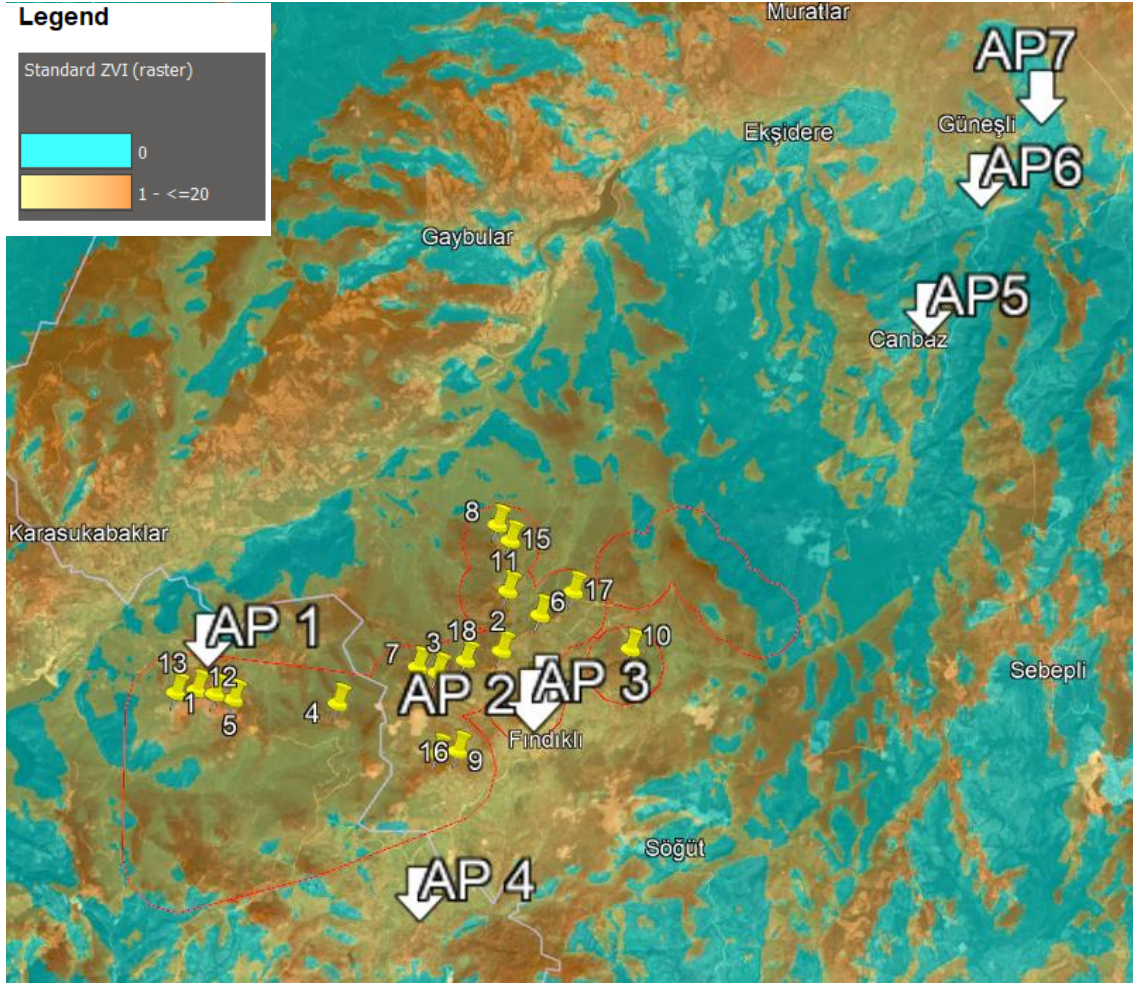 Legend
Standard ZVI (raster)
0
1 - <=20
Muratlar
AP7
Güneşli
Ekşidere
AP6
Gaybular
AP5
Canbaz
Karasukabaklar
8
15
11
17
6
10
AP 1
2
18
3
7
Sebepli
13
12
1
5
4
AP 2
AP 3
Fındıklı
16
9
Söğüt
AP 4